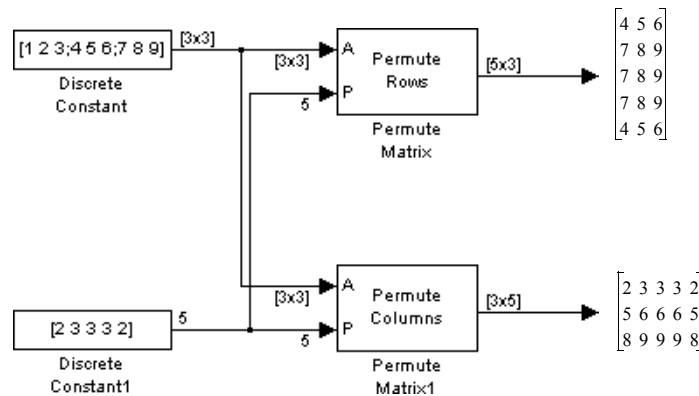 [1 2 3;4 5 6;7 8 9]
[3x3]
Discrete
Constant
[3x3]
A
P
5
Permute
Rows
Permute
Matrix
[5x3]
4 5 6
7 8 9
7 8 9
7 8 9
4 5 6
[2 3 3 3 2]
5
Discrete
Constant1
[3x3]
A
P
5
Permute
Columns
Permute
Matrix1
[3x5]
2 3 3 3 2
5 6 6 6 5
8 9 9 9 8